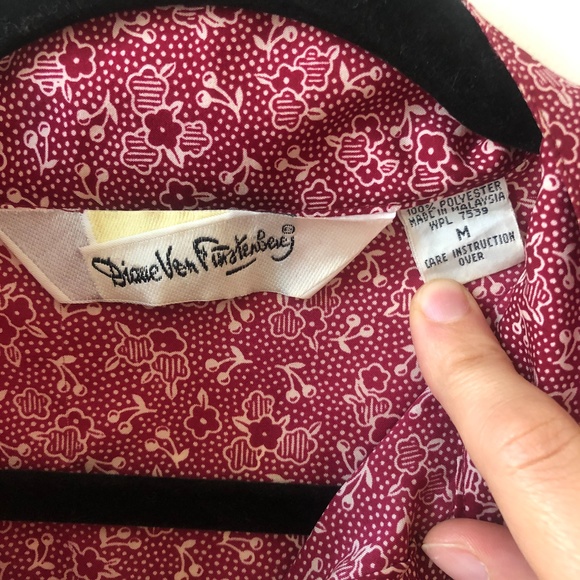 Diane Von Furstenberg
100% POLYESTER
MADE IN MALAYSIA
WPL 7539
M
CARE INSTRUCTION
OVER